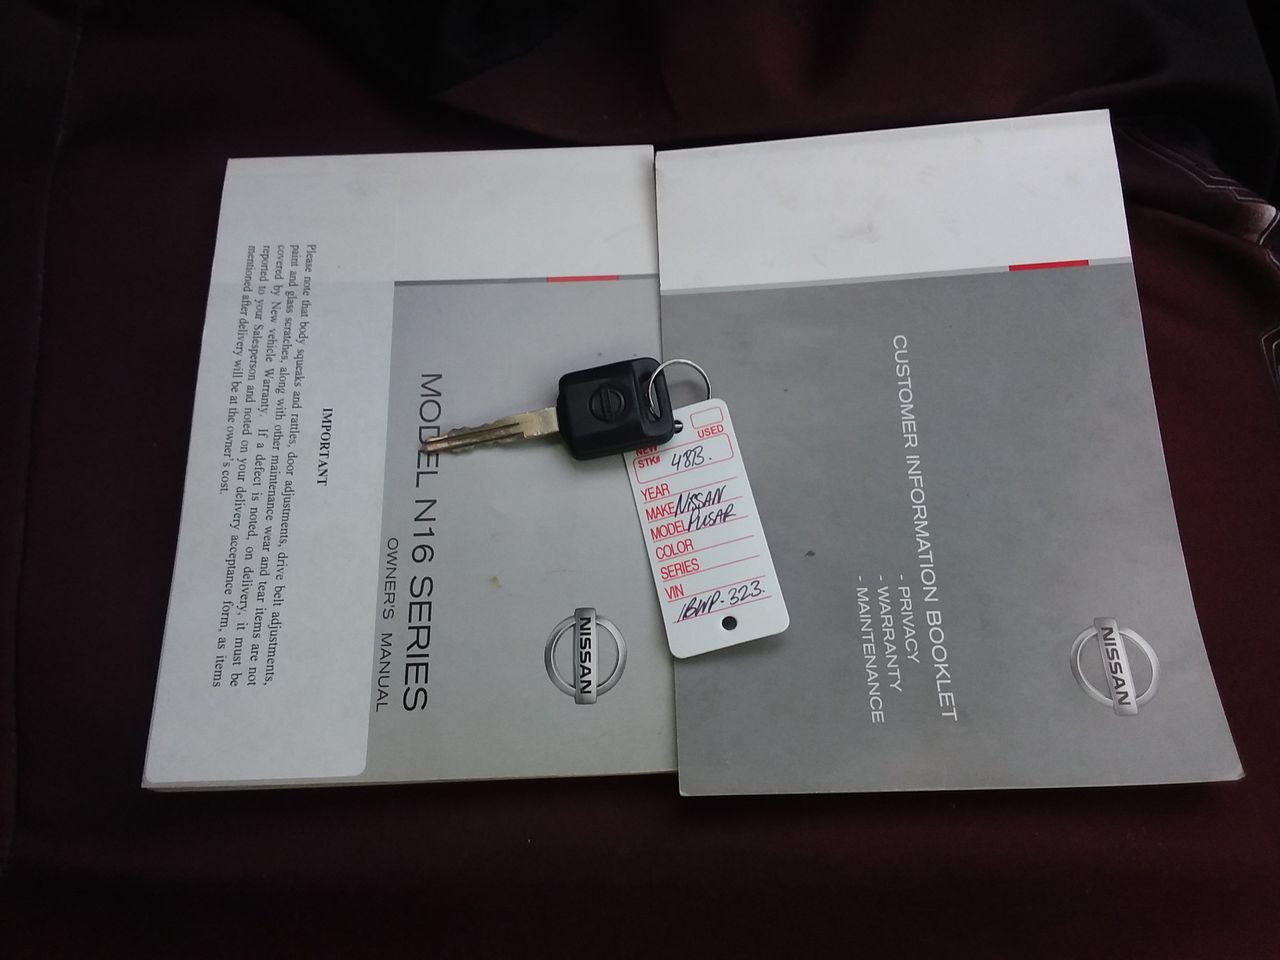 IMPORTANT
Please note that body squeaks and rattles, door adjustments, drive belt adjustments,
paint and glass scratches, along with other maintenance wear and tear items are not
covered by New vehicle Warranty. If a defect is noted, on delivery, it must be
reported to your Salesperson and noted on your delivery acceptance form, as items
mentioned after delivery will be at the owner's cost.
NISSAN
MODEL N16 SERIES
OWNER'S MANUAL
NISSAN
CUSTOMER INFORMATION BOOKLET
- PRIVACY
- WARRANTY
- MAINTENANCE
USED
NEW
STK# 48B.
YEAR
MAKE NISSAN
MODEL PULSAR
COLOR
SERIES
VIN
1BWP-323.